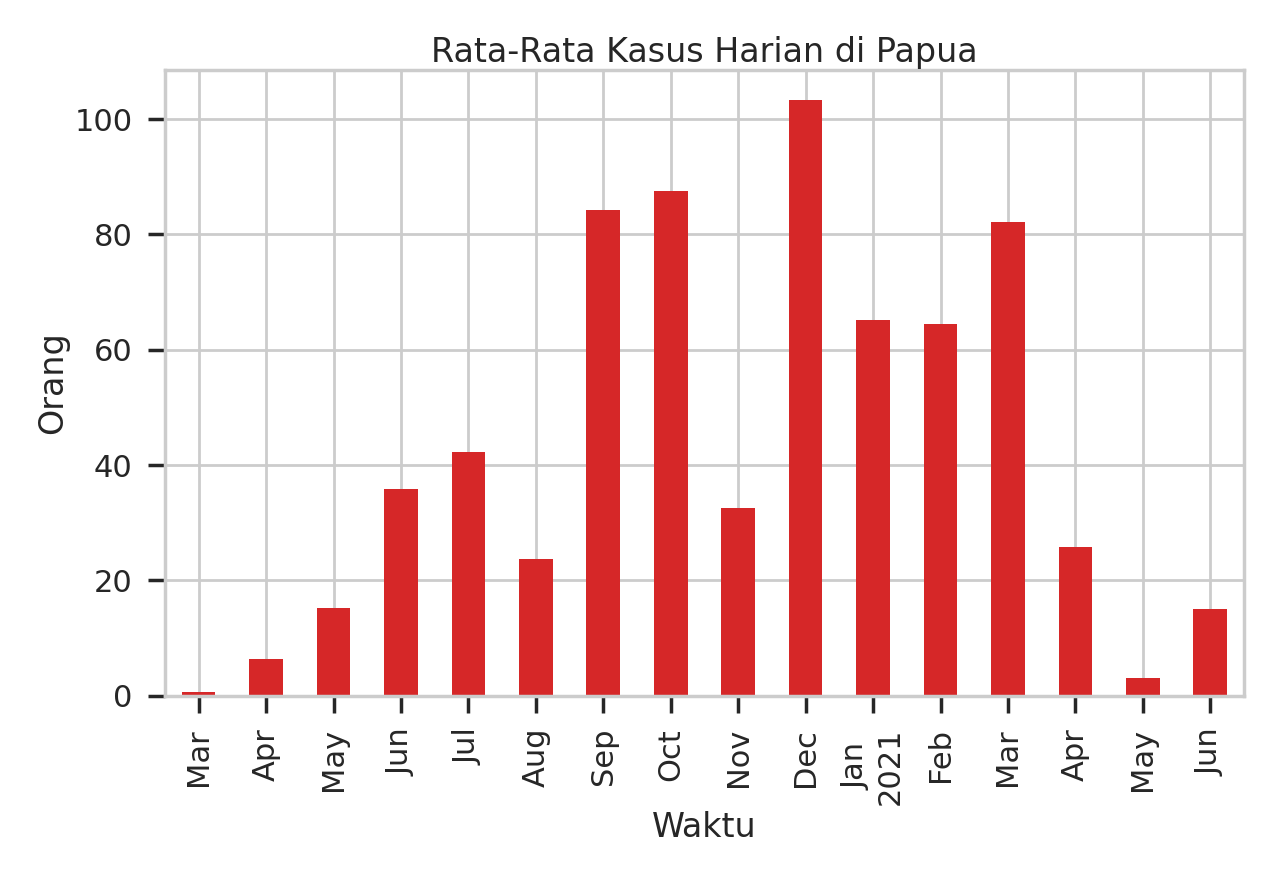 Rata-Rata Kasus Harian di Papua
100
80
60
40
20
0
Orang
Mar
Apr
May
Jun
Jul
Aug
Sep
Oct
Nov
Dec
Jan
2021
Feb
Mar
Apr
May
Jun
Waktu